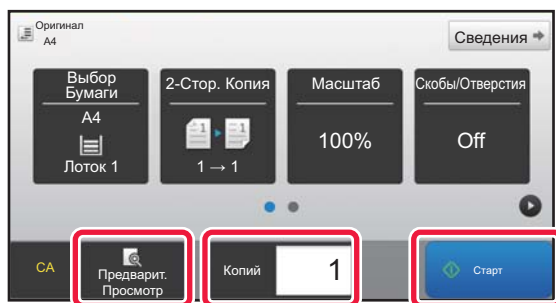 Оригинал
A4
Сведения
Выбор
Бумаги
A4
Лоток 1
2-Стор. Копия
1 → 1
Масштаб
100%
Скобы/Отверстия
Off
CA
Предварит.
Просмотр
Копий
1
Старт